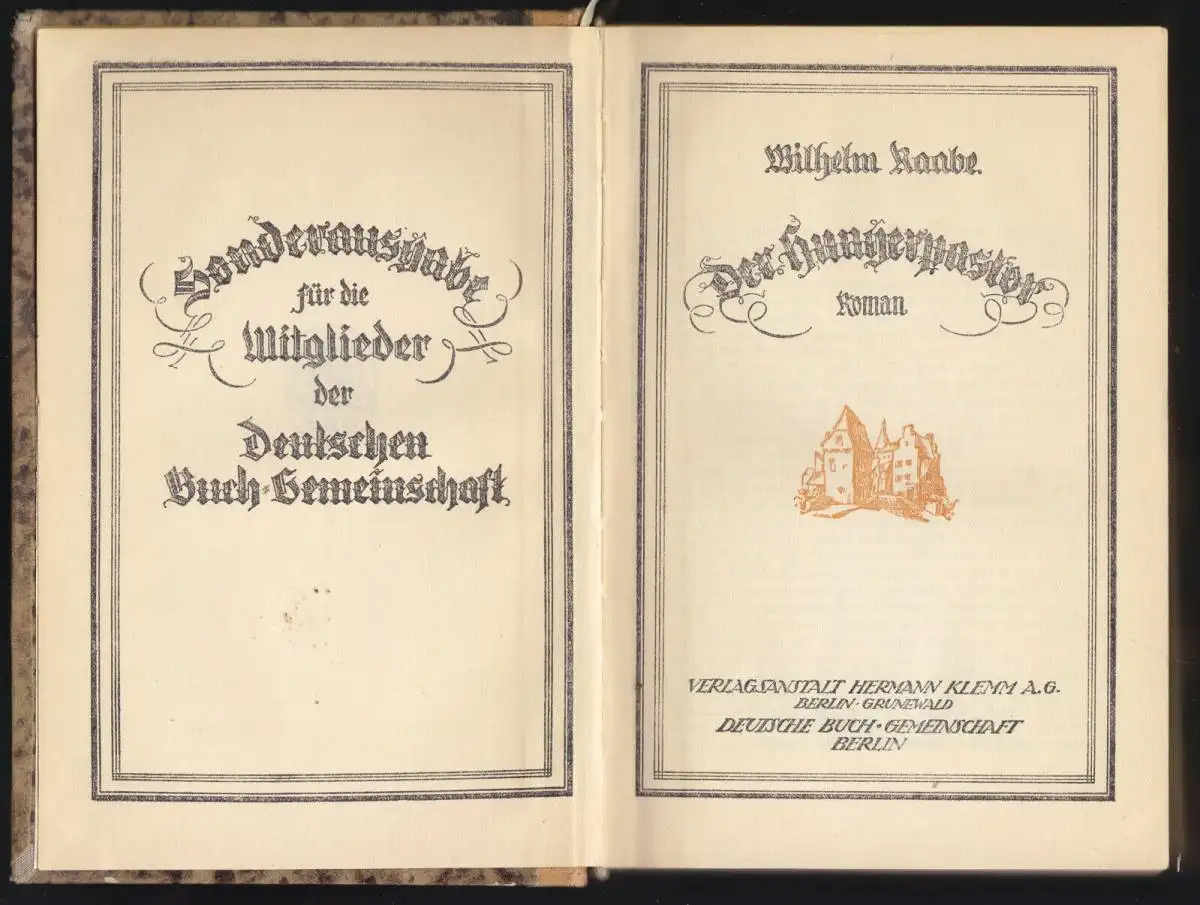 Sonderausgabe
für die
Mitglieder
der
Deutschen
Buch-Gemeinschaft
Wilhelm Raabe
Der Hungerpastor
Roman
VERLAGSANSTALT HERMANN KLEMM A.G.
BERLIN-GRUNEWALD
DEUTSCHE BUCH-GEMEINSCHAFT
BERLIN